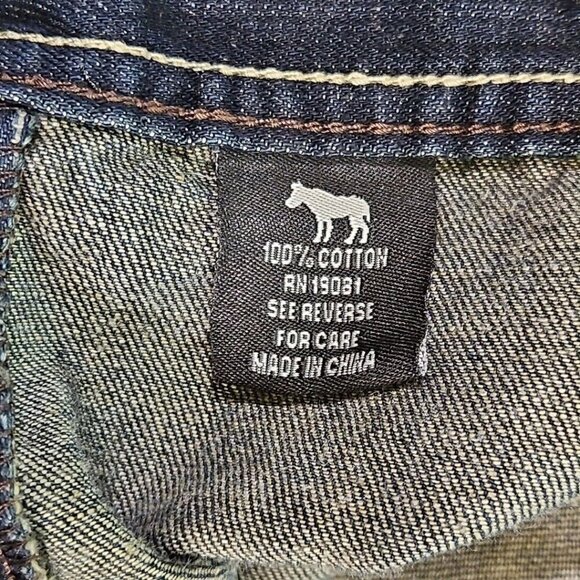 100% COTTON
RN 19081
SEE REVERSE
FOR CARE
MADE IN CHINA